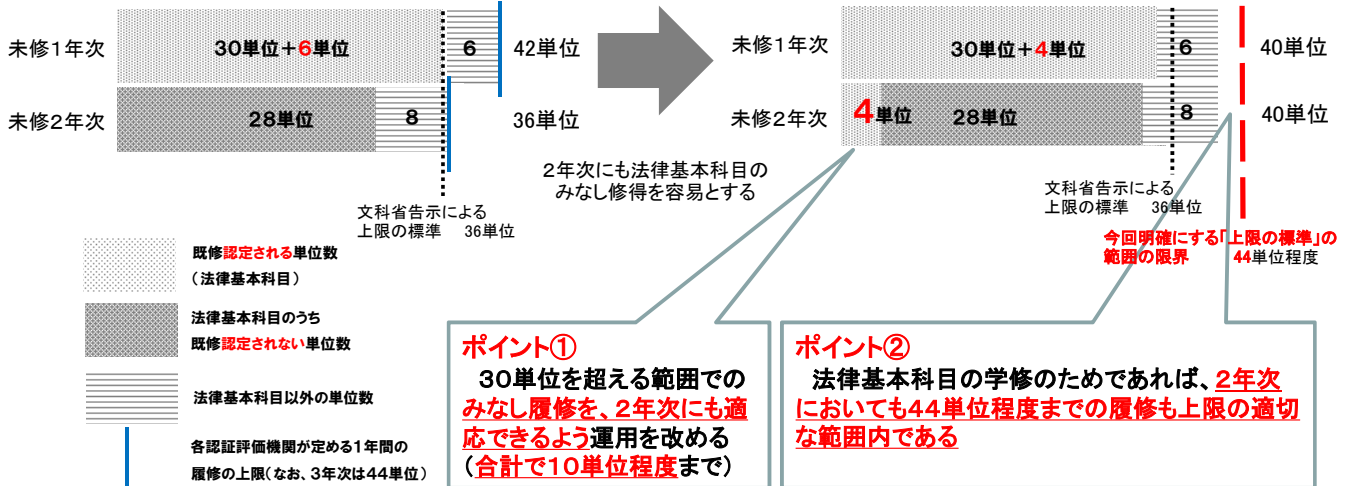 未修1年次
30単位+6単位
6
42単位
未修2年次
28単位
8
36単位
文科省告示による
上限の標準 36単位
2年次にも法律基本科目の
みなし修得を容易とする
未修1年次
30単位+4単位
6
40単位
未修2年次
4単位
28単位
8
40単位
文科省告示による
上限の標準 36単位
今回明確にする「上限の標準」の
範囲の限界 44単位程度
既修認定される単位数
(法律基本科目)
法律基本科目のうち
既修認定されない単位数
法律基本科目以外の単位数
各認証評価機関が定める1年間の
履修の上限(なお、3年次は44単位)
ポイント①
30単位を超える範囲での
みなし履修を、2年次にも適
応できるよう運用を改める
(合計で10単位程度まで)
ポイント②
法律基本科目の学修のためであれば、2年次
においても44単位程度までの履修も上限の適切
な範囲内である